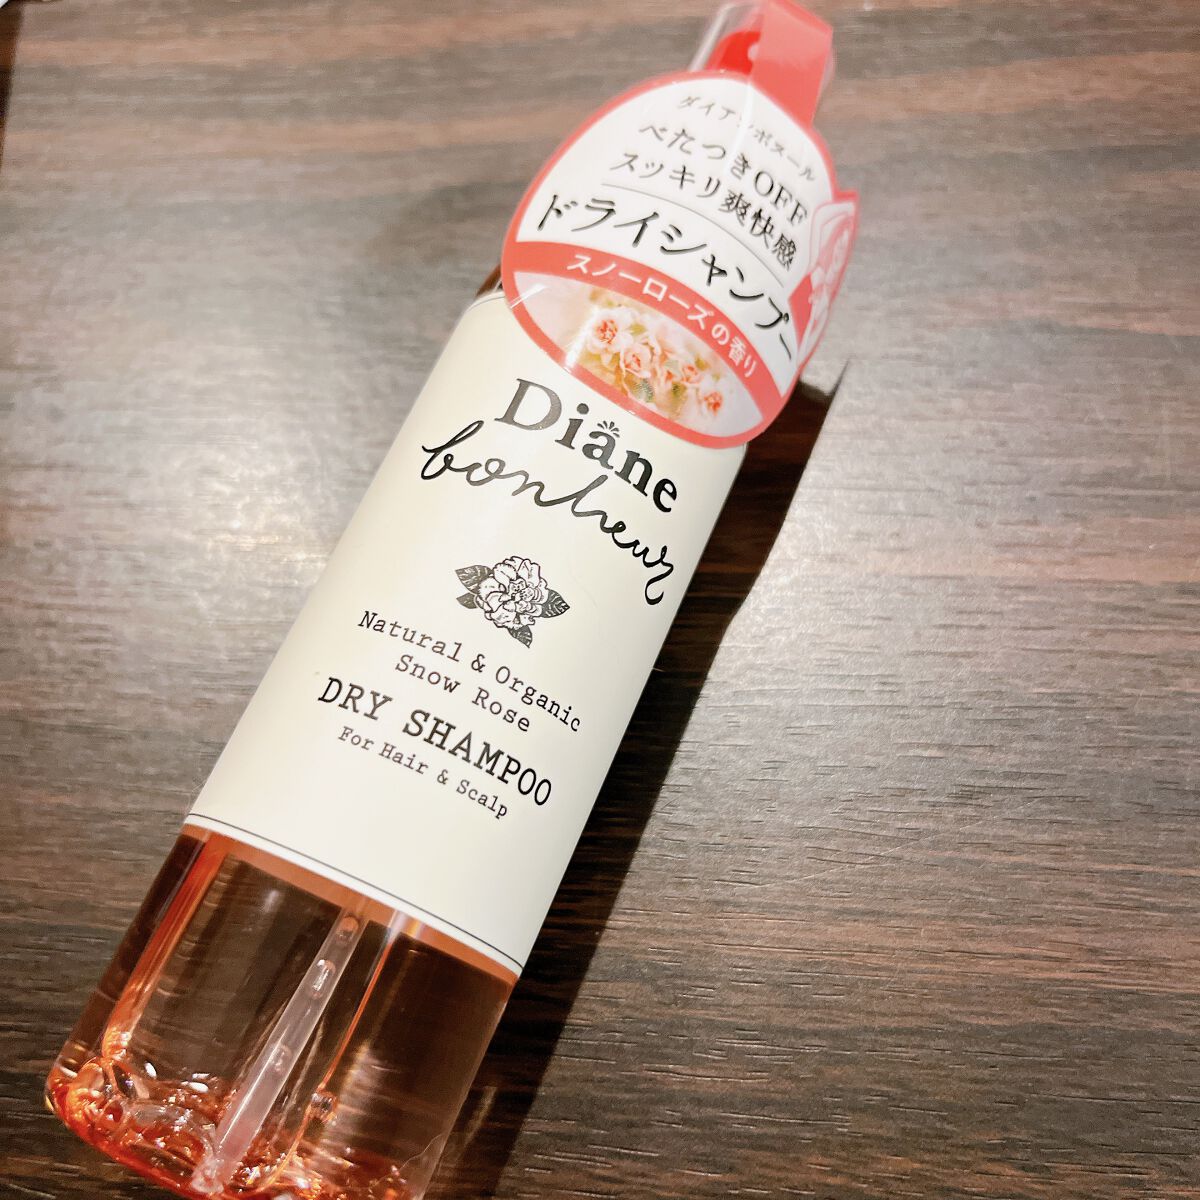 ダイアンボヌール
べたつきOFF
スッキリ爽快感
ドライシャンプー
スノーローズの香り
Diane
bonheur
Natural & Organic
Snow Rose
DRY SHAMPOO
For Hair & Scalp